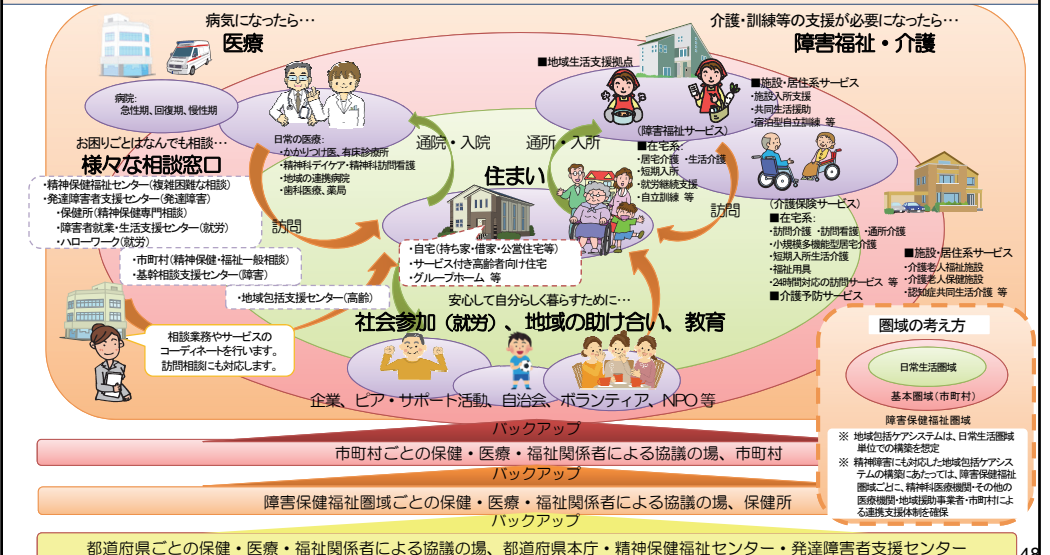 病気になったら…
医療
病院:
急性期、回復期、慢性期
日常の医療:
・かかりつけ医、有床診療所
・精神科デイケア・精神科訪問看護
・地域の連携病院
・歯科医療、薬局
通院・入院
訪問
お困りごとはなんでも相談…
様々な相談窓口
・精神保健福祉センター(複雑困難な相談)
・発達障害者支援センター(発達障害)
・保健所(精神保健専門相談)
・障害者就業・生活支援センター(就労)
・ハローワーク(就労)
・市町村(精神保健・福祉一般相談)
・基幹相談支援センター(障害)
・地域包括支援センター(高齢)
相談業務やサービスの
コーディネートを行います。
訪問相談にも対応します。
住まい
・自宅(持ち家・借家・公営住宅等)
・サービス付き高齢者向け住宅
・グループホーム 等
通所・入所
訪問
介護・訓練等の支援が必要になったら…
障害福祉・介護
■地域生活支援拠点
■施設・居住系サービス
・施設入所支援
・共同生活援助
・宿泊型自立訓練 等
(障害福祉サービス)
■在宅系:
・居宅介護 ・生活介護
・短期入所
・就労継続支援
・自立訓練 等
(介護保険サービス)
■在宅系:
・訪問介護 ・訪問看護 ・通所介護
・小規模多機能型居宅介護
・短期入所生活介護
・福祉用具
・24時間対応の訪問サービス 等
■介護予防サービス
■施設・居住系サービス
・介護老人福祉施設
・介護老人保健施設
・認知症共同生活介護 等
安心して自分らしく暮らすために…
社会参加(就労)、地域の助け合い、教育
企業、ピア・サポート活動、自治会、ボランティア、NPO 等
圏域の考え方
日常生活圏域
基本圏域(市町村)
障害保健福祉圏域
※ 地域包括ケアシステムは、日常生活圏域
単位での構築を想定
※ 精神障害にも対応した地域包括ケアシス
テムの構築にあたっては、障害保健福祉
圏域ごとに、精神科医療機関・その他の
医療機関・地域援助事業者・市町村によ
る連携支援体制を確保
バックアップ
市町村ごとの保健・医療・福祉関係者による協議の場、市町村
バックアップ
障害保健福祉圏域ごとの保健・医療・福祉関係者による協議の場、保健所
バックアップ
都道府県ごとの保健・医療・福祉関係者による協議の場、都道府県本庁・精神保健福祉センター・発達障害者支援センター
48